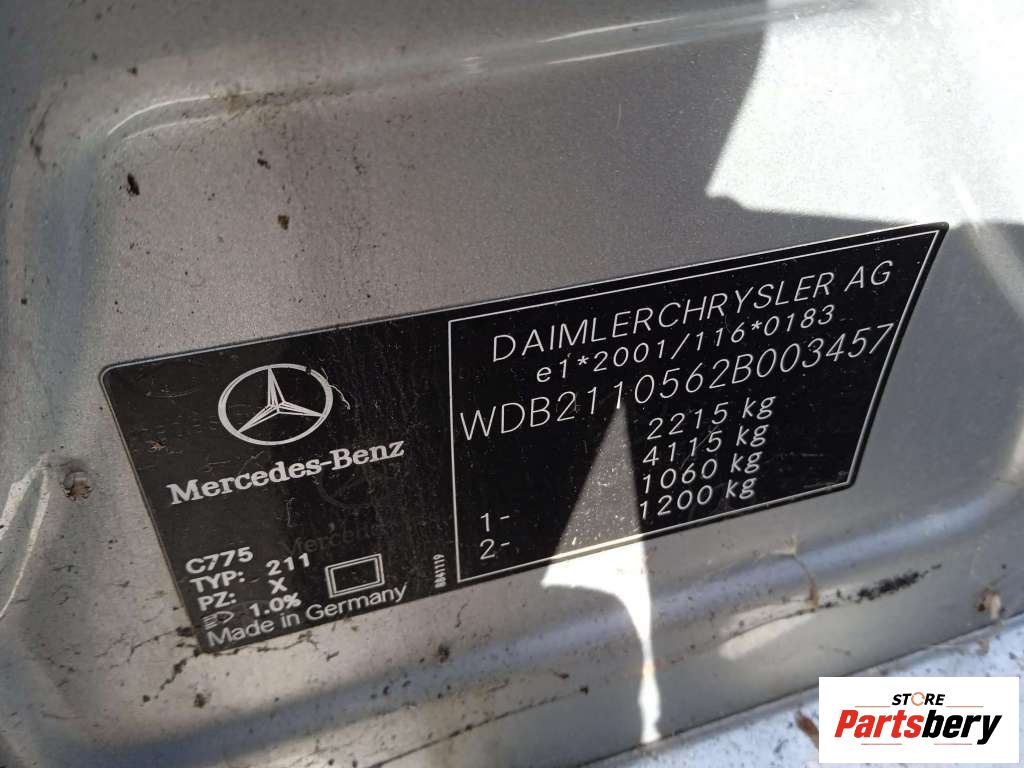 DAIMLERCHRYSLER AG
e1*2001/116*0183
WDB2110562B003457
2215 kg
4115 kg
1- 1060 kg
2- 1200 kg
Mercedes-Benz
C775
TYP: 211
PZ: X
1.0%
Made in Germany
STORE
Partsbery